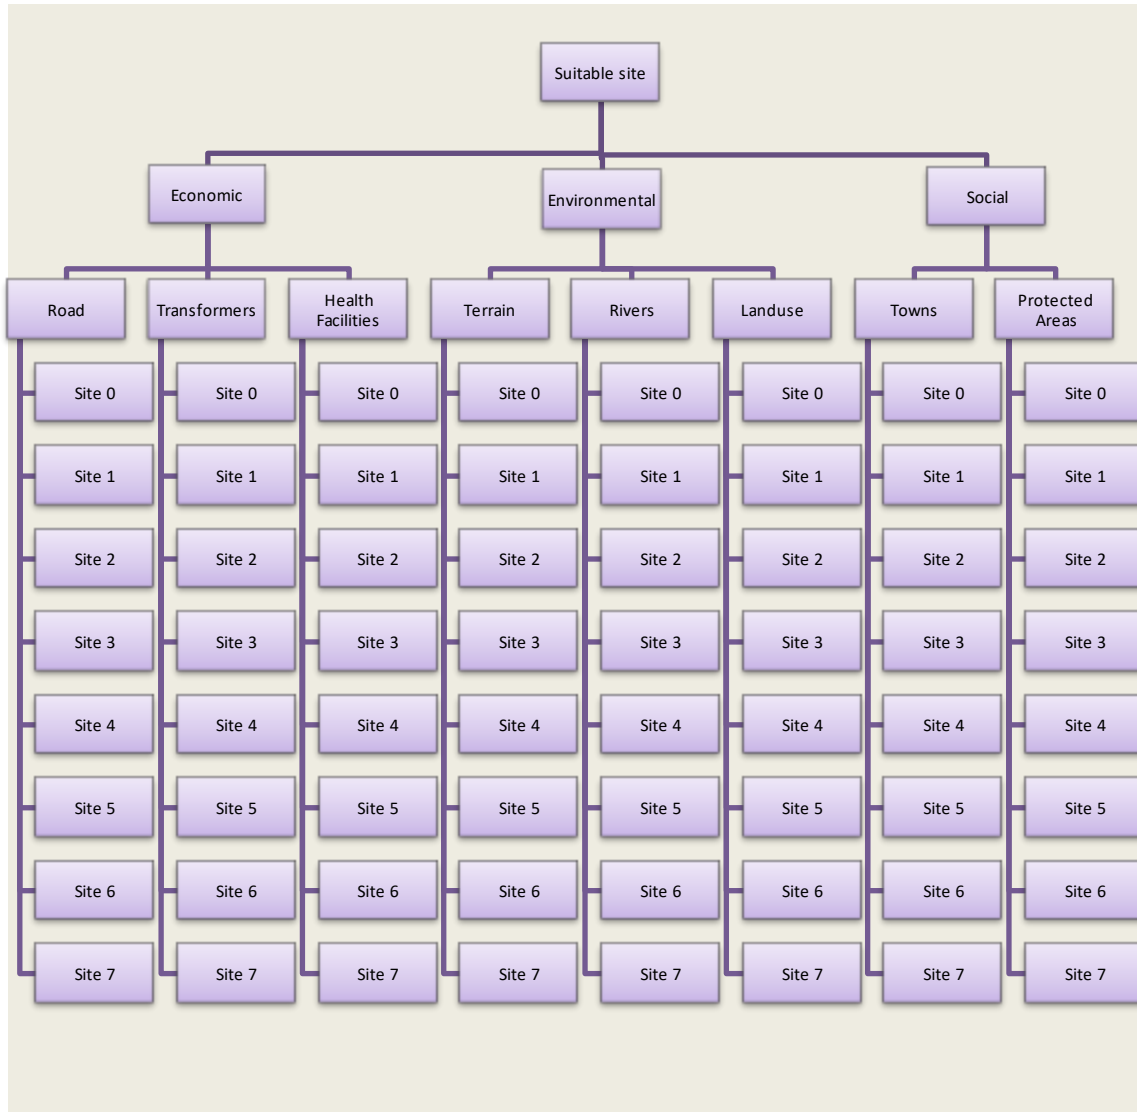 Suitable site
Economic
Environmental
Social
Road
Transformers
Health
Facilities
Terrain
Rivers
Landuse
Towns
Protected
Areas
Site 0
Site 0
Site 0
Site 0
Site 0
Site 0
Site 0
Site 0
Site 1
Site 1
Site 1
Site 1
Site 1
Site 1
Site 1
Site 1
Site 2
Site 2
Site 2
Site 2
Site 2
Site 2
Site 2
Site 2
Site 3
Site 3
Site 3
Site 3
Site 3
Site 3
Site 3
Site 3
Site 4
Site 4
Site 4
Site 4
Site 4
Site 4
Site 4
Site 4
Site 5
Site 5
Site 5
Site 5
Site 5
Site 5
Site 5
Site 5
Site 6
Site 6
Site 6
Site 6
Site 6
Site 6
Site 6
Site 6
Site 7
Site 7
Site 7
Site 7
Site 7
Site 7
Site 7
Site 7